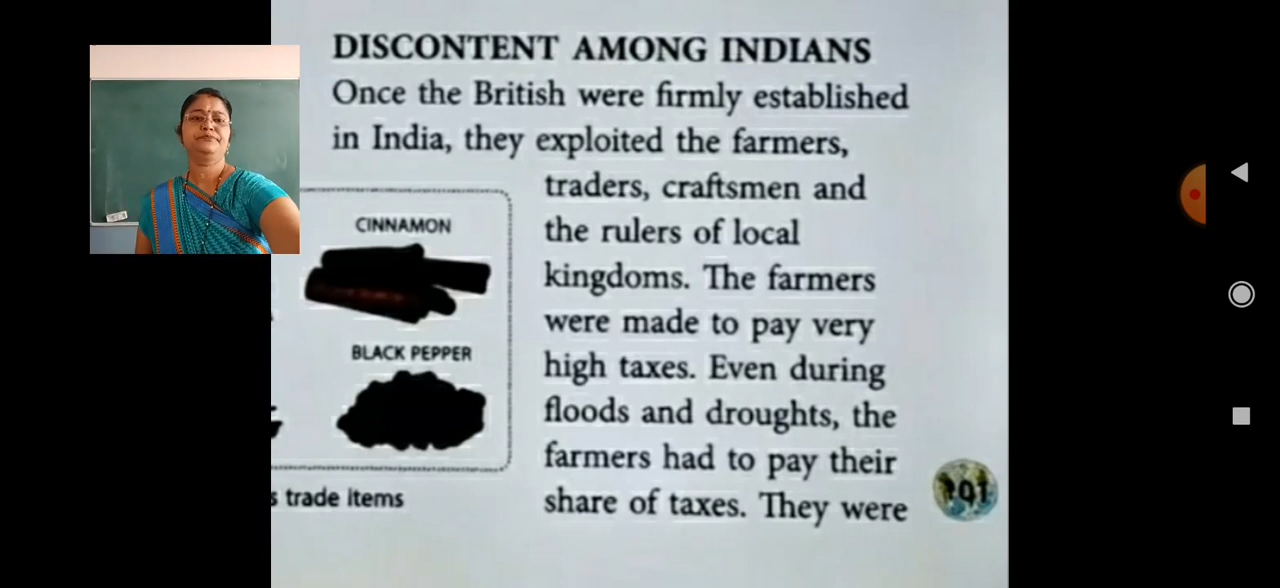 DISCONTENT AMONG INDIANS
Once the British were firmly established
in India, they exploited the farmers,
traders, craftsmen and
the rulers of local
kingdoms. The farmers
were made to pay very
high taxes. Even during
floods and droughts, the
farmers had to pay their
share of taxes. They were
CINNAMON
BLACK PEPPER
s trade items
101